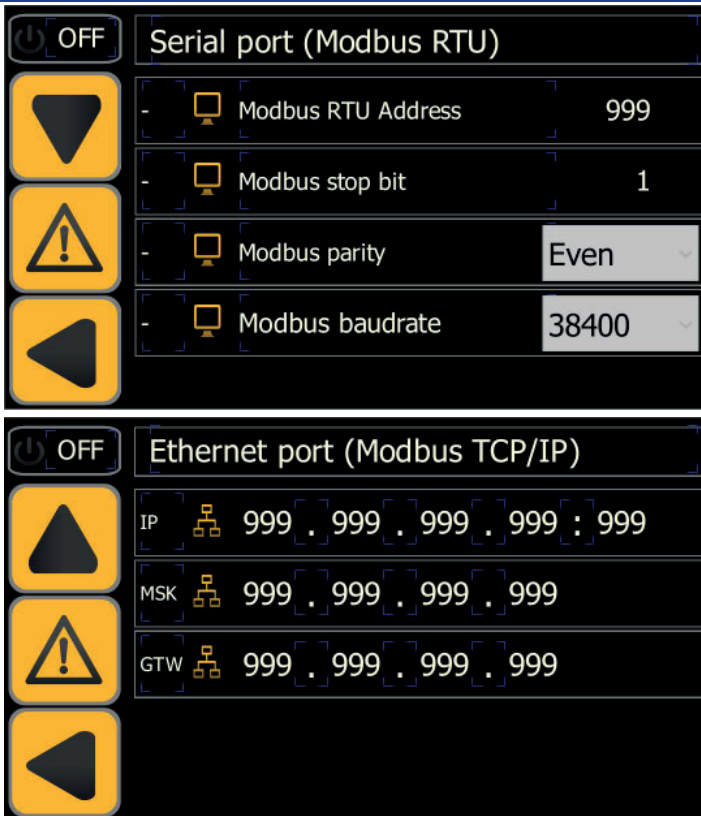 OFF Serial port (Modbus RTU)
- Modbus RTU Address 999
- Modbus stop bit 1
- Modbus parity Even
- Modbus baudrate 38400
OFF Ethernet port (Modbus TCP/IP)
IP 999 . 999 . 999 . 999 : 999
MSK 999 . 999 . 999 . 999
GTW 999 . 999 . 999 . 999